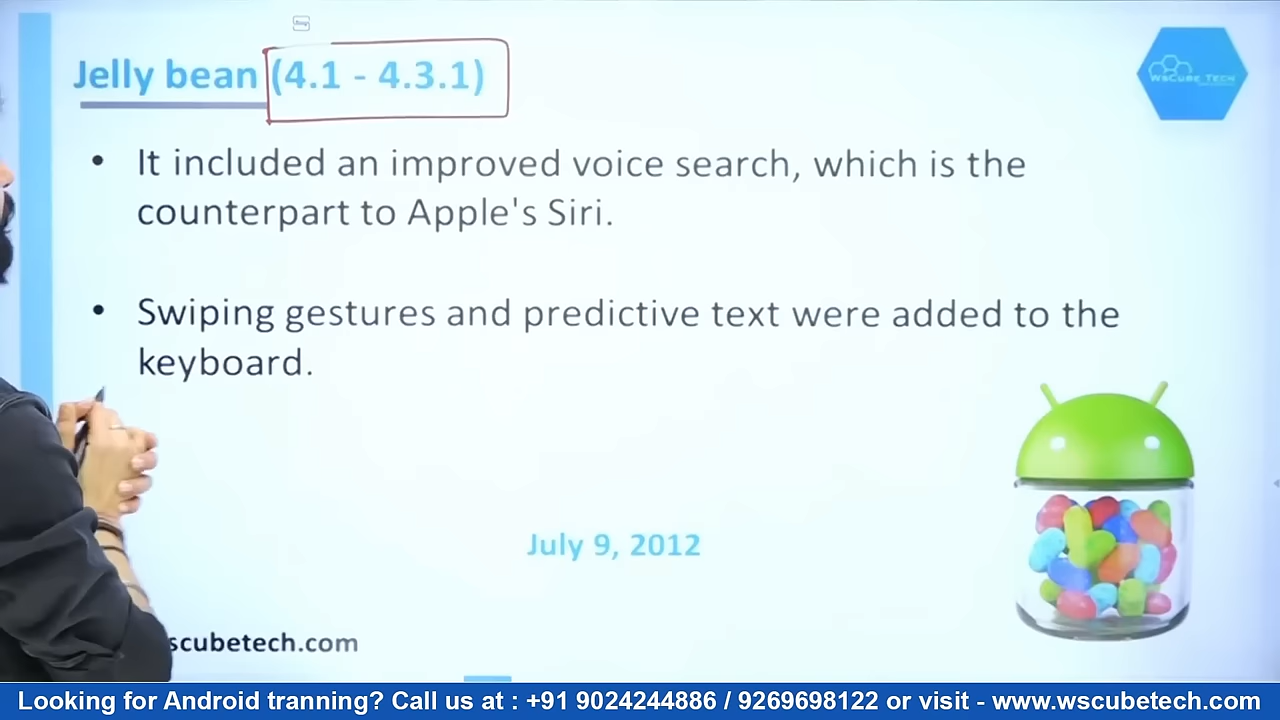 Jelly bean (4.1 - 4.3.1)
WsCube Tech
• It included an improved voice search, which is the
counterpart to Apple's Siri.
• Swiping gestures and predictive text were added to the
keyboard.
July 9, 2012
scubetech.com
Looking for Android tranning? Call us at : +91 9024244886 / 9269698122 or visit - www.wscubetech.com